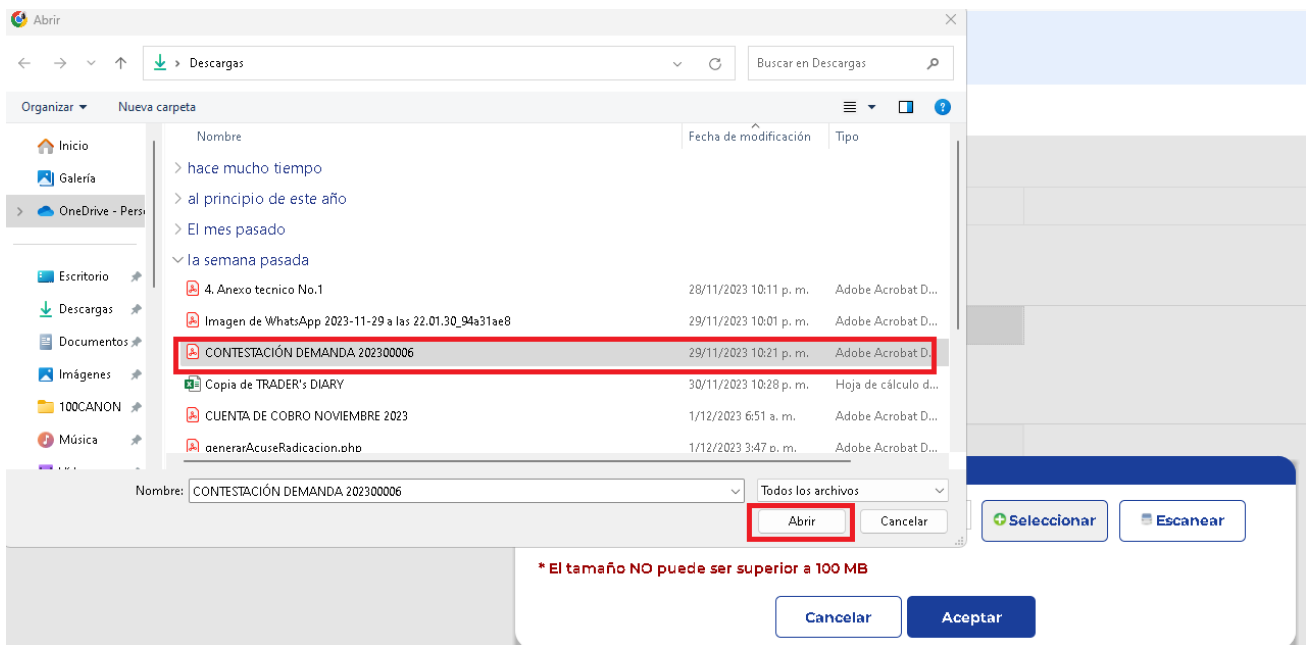 Abrir
Descargas
Buscar en Descargas
Organizar
Nueva carpeta
Nombre
Fecha de modificación
Tipo
Inicio
Galería
OneDrive - Pers
Escritorio
Descargas
Documentos
Imágenes
100CANON
Música
hace mucho tiempo
al principio de este año
El mes pasado
la semana pasada
4. Anexo tecnico No.1 28/11/2023 10:11 p. m. Adobe Acrobat D...
Imagen de WhatsApp 2023-11-29 a las 22.01.30_94a31ae8 29/11/2023 10:01 p. m. Adobe Acrobat D...
CONTESTACIÓN DEMANDA 202300006 29/11/2023 10:21 p. m. Adobe Acrobat D.
Copia de TRADER's DIARY 30/11/2023 10:28 p. m. Hoja de cálculo d...
CUENTA DE COBRO NOVIEMBRE 2023 1/12/2023 6:51 a. m. Adobe Acrobat D...
generarAcuseRadicacion.php 1/12/2023 3:47 p. m. Adobe Acrobat D...
Nombre: CONTESTACIÓN DEMANDA 202300006
Todos los archivos
Abrir
Cancelar
Seleccionar
Escanear
* El tamaño NO puede ser superior a 100 MB
Cancelar
Aceptar